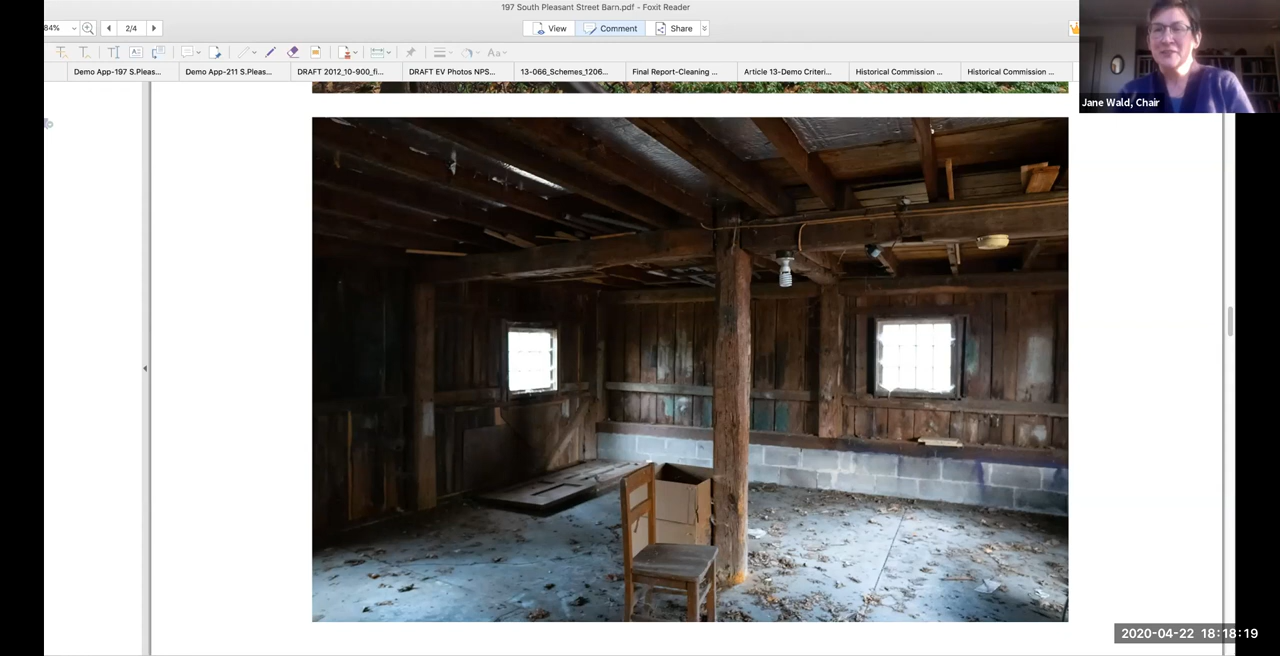 197 South Pleasant Street Barn.pdf - Foxit Reader
84% 2/4 View Comment Share
Aa
Demo App-197 S.Pleas... Demo App-211 S.Pleas... DRAFT 2012_10-900_fi... DRAFT EV Photos NPS... 13-066_Schemes_1206... Final Report-Cleaning ... Article 13-Demo Criteri... Historical Commission ... Historical Commission ...
Jane Wald, Chair
2020-04-22 18:18:19